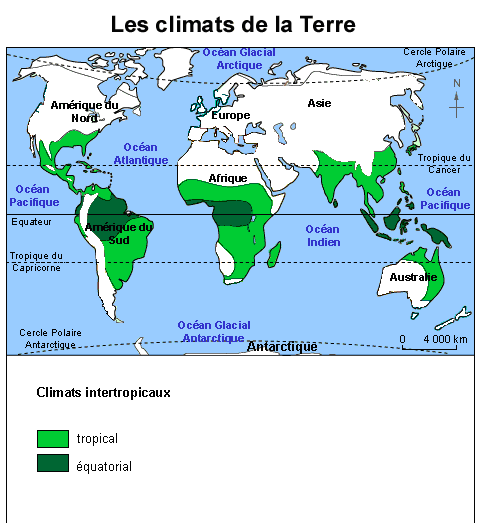 Les climats de la Terre
Océan Glacial
Arctique
Cercle Polaire
Arctique
N
Amérique du
Nord
Europe
Asie
Océan
Atlantique
Tropique du
Cancer
Afrique
Océan
Pacifique
Océan
Pacifique
Equateur
Amérique du
Sud
Océan
Indien
Tropique du
Capricorne
Australie
Océan Glacial
Antarctique
Cercle Polaire
Antarctique
Antarctique
0 4 000 km
Climats intertropicaux
tropical
équatorial